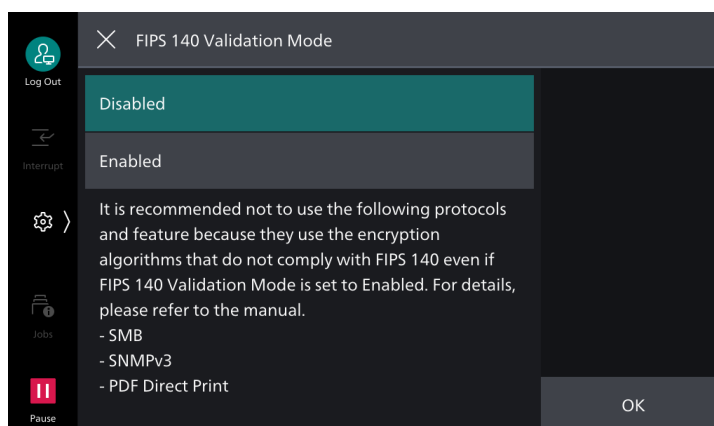 FIPS 140 Validation Mode
Log Out
Disabled
Interrupt
Enabled
It is recommended not to use the following protocols
and feature because they use the encryption
algorithms that do not comply with FIPS 140 even if
FIPS 140 Validation Mode is set to Enabled. For details,
please refer to the manual.
- SMB
- SNMPv3
- PDF Direct Print
Jobs
Pause
OK